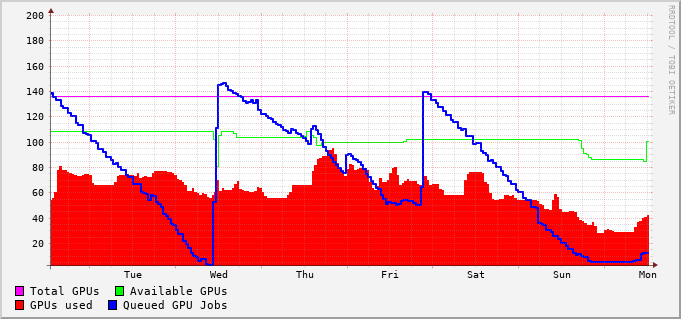 RRDTOOL / TOBI OETIKER
200
180
160
140
120
100
80
60
40
20
Tue Wed Thu Fri Sat Sun Mon
Total GPUs Available GPUs
GPUs used Queued GPU Jobs